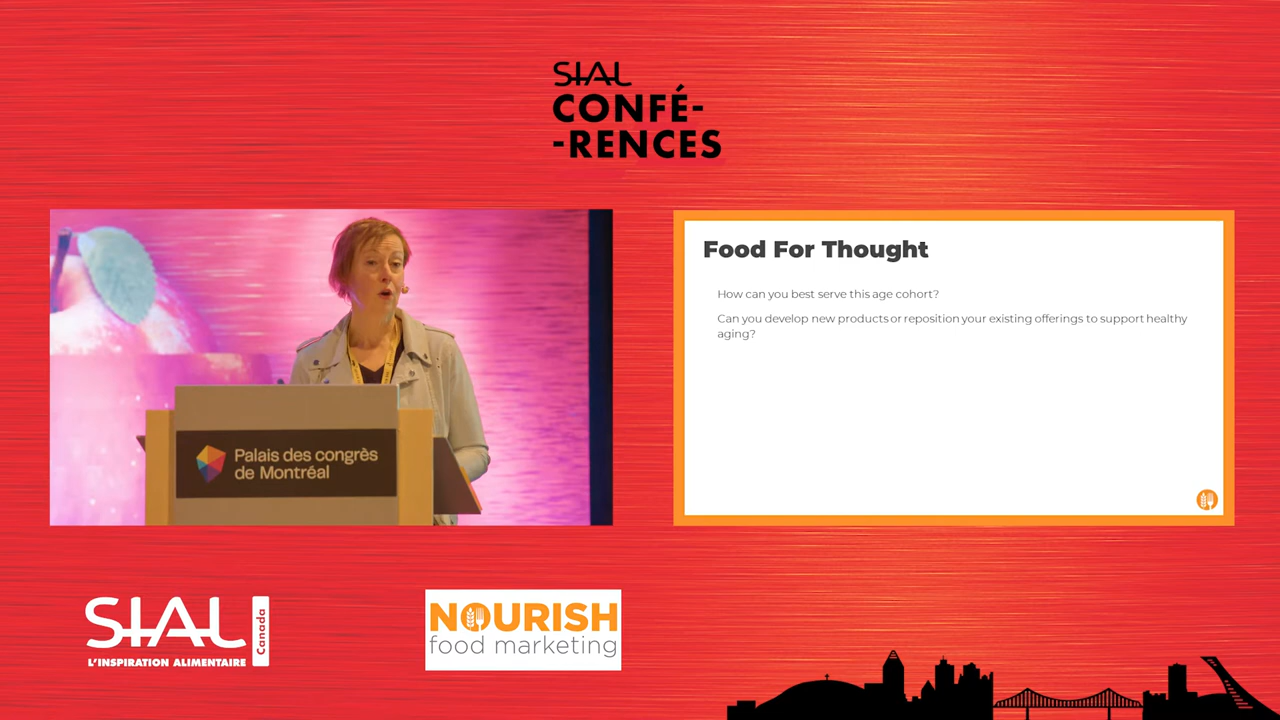 SIAL
CONFÉ-
-RENCES
Palais des congrès
de Montréal
Food For Thought
How can you best serve this age cohort?
Can you develop new products or reposition your existing offerings to support healthy
aging?
SIAL
Canada
L'INSPIRATION ALIMENTAIRE
NOURISH
food marketing